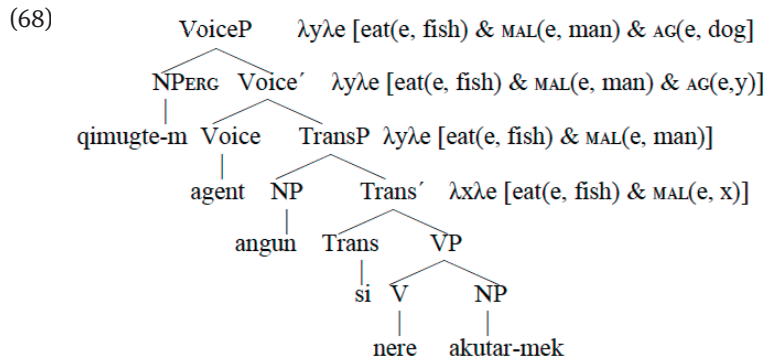 (68)
VoiceP λyλe [eat(e, fish) & MAL(e, man) & AG(e, dog]
NPERG Voice′ λyλe [eat(e, fish) & MAL(e, man) & AG(e,y)]
qimugte-m Voice TransP λyλe [eat(e, fish) & MAL(e, man)]
agent NP Trans′ λxλe [eat(e, fish) & MAL(e, x)]
angun Trans VP
si V NP
nere akutar-mek